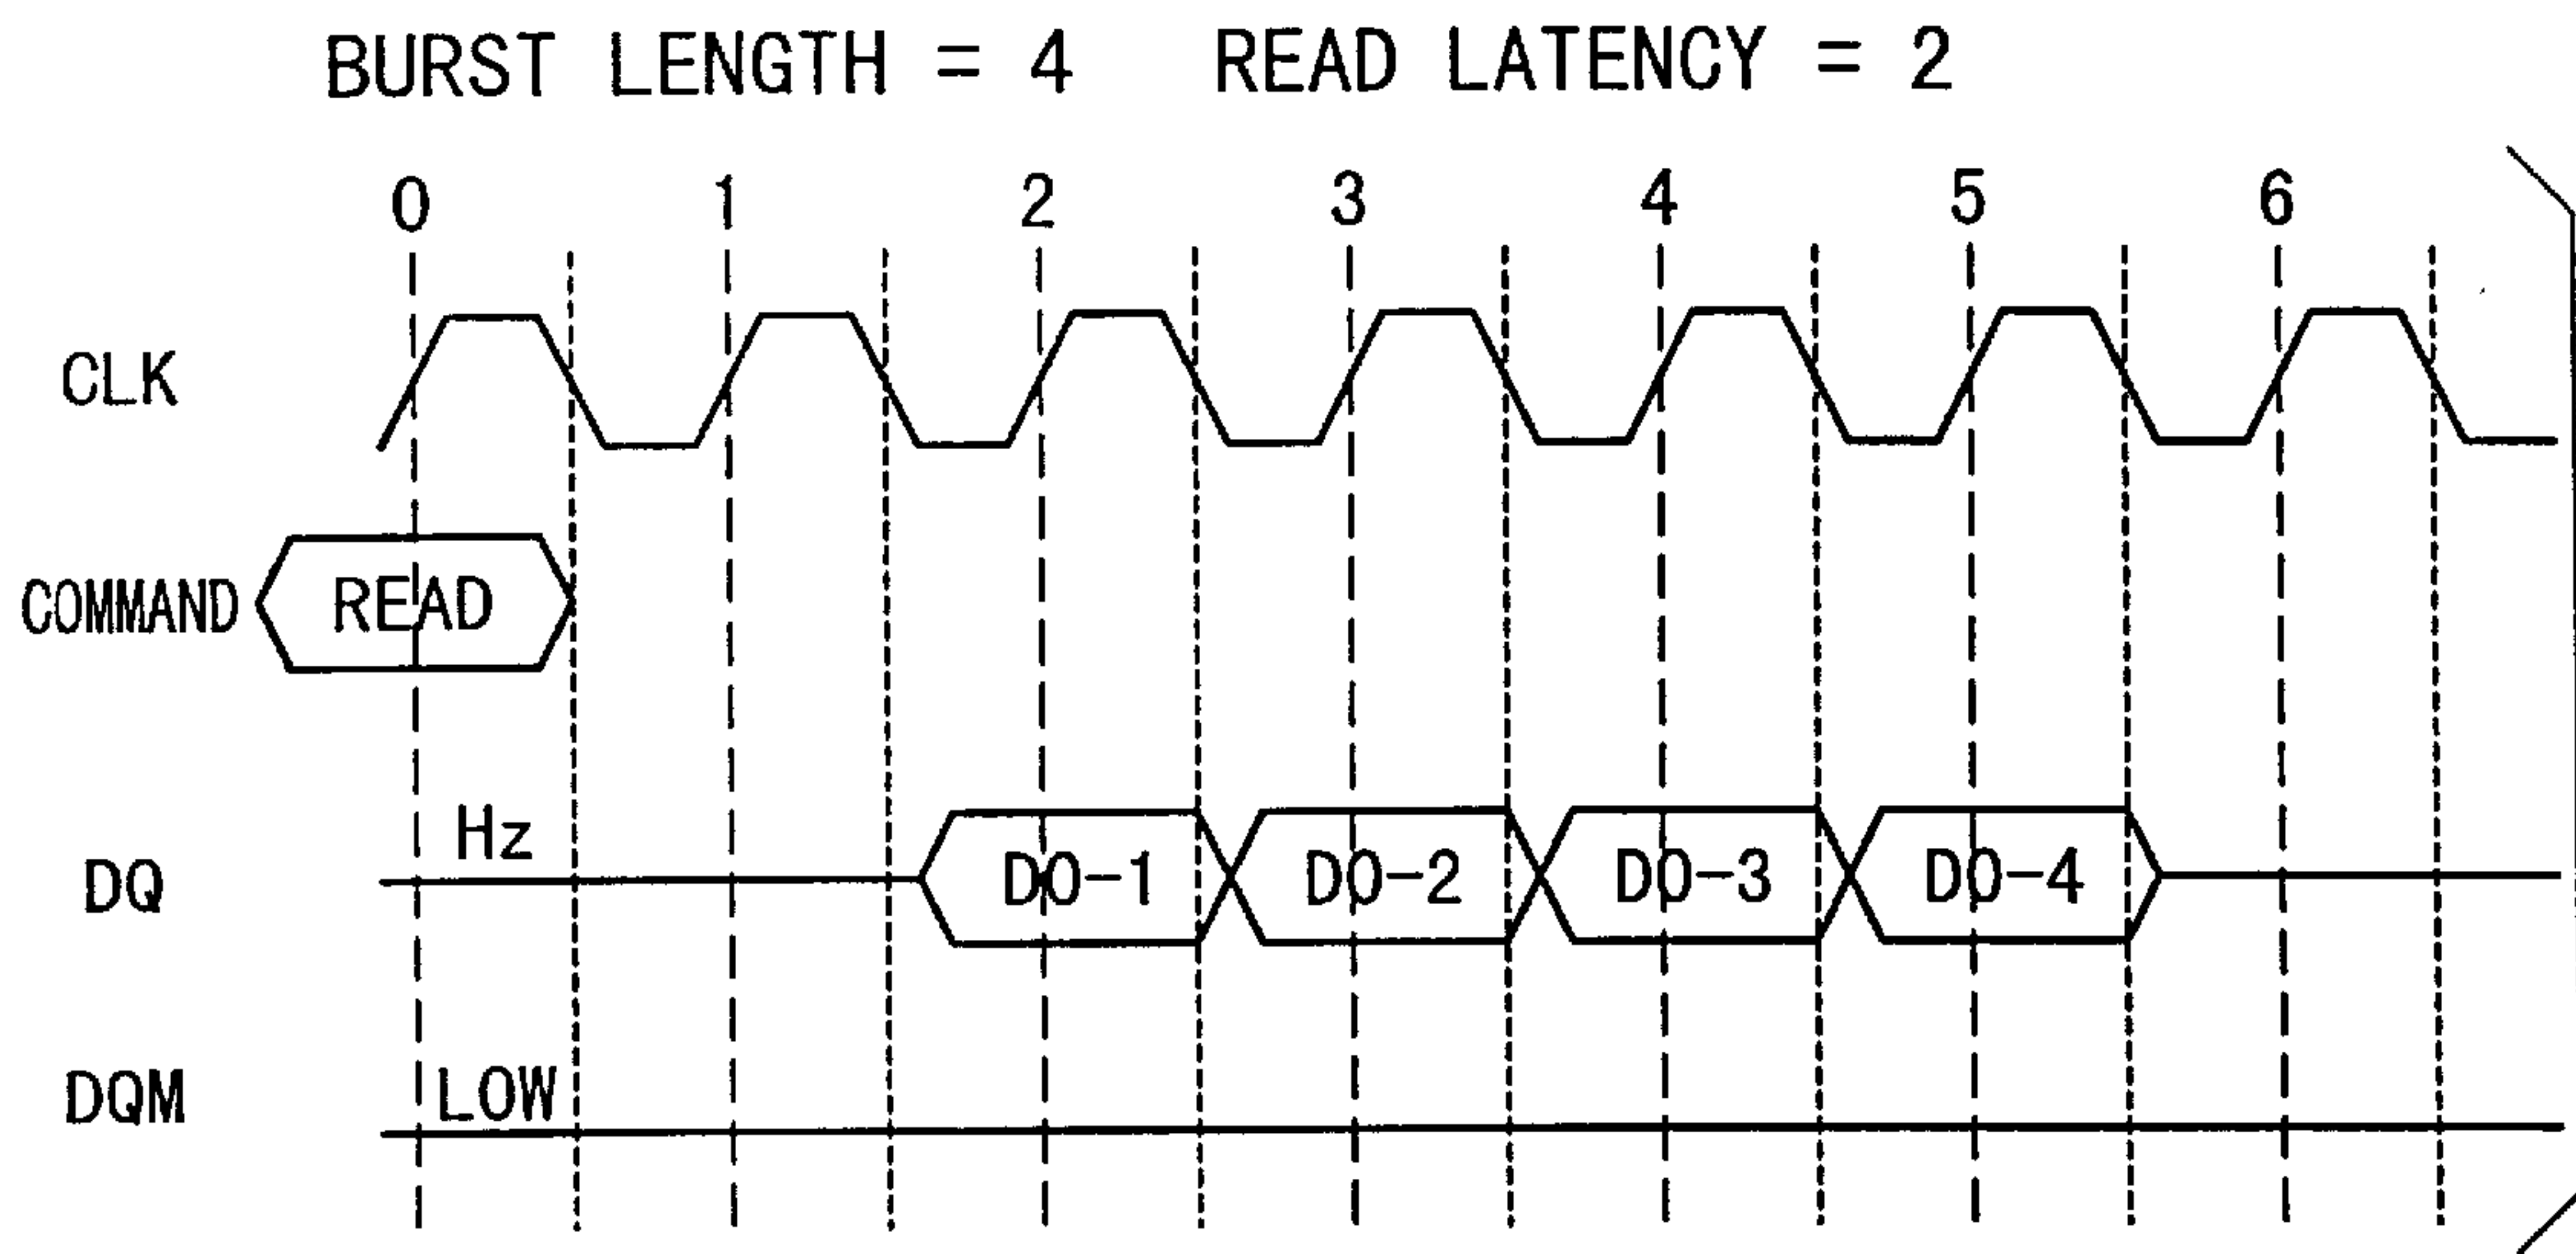 BURST LENGTH = 4 READ LATENCY = 2
0 1 2 3 4 5 6
CLK
COMMAND READ
Hz
DQ DO-1 DO-2 DO-3 DO-4
DQM LOW